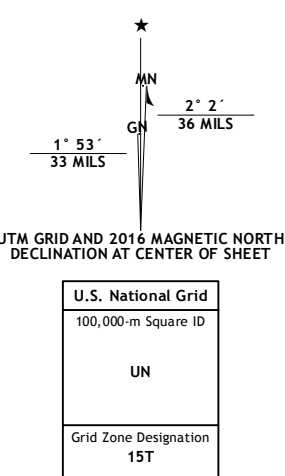 ★
MN
2° 2´
36 MILS
GN
1° 53´
33 MILS
UTM GRID AND 2016 MAGNETIC NORTH
DECLINATION AT CENTER OF SHEET
U.S. National Grid
100,000-m Square ID
UN
Grid Zone Designation
15T